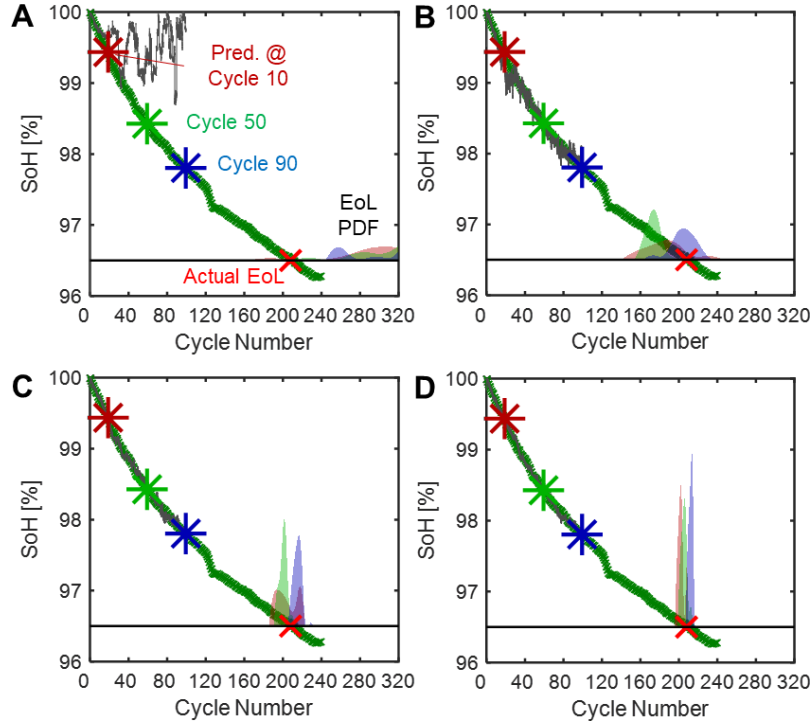 A
100
99
98
97
96
SoH [%]
Pred. @
Cycle 10
Cycle 50
Cycle 90
EoL
PDF
Actual EoL
0 40 80 120 160 200 240 280 320
Cycle Number
B
100
99
98
97
96
SoH [%]
0 40 80 120 160 200 240 280 320
Cycle Number
C
100
99
98
97
96
SoH [%]
0 40 80 120 160 200 240 280 320
Cycle Number
D
100
99
98
97
96
SoH [%]
0 40 80 120 160 200 240 280 320
Cycle Number